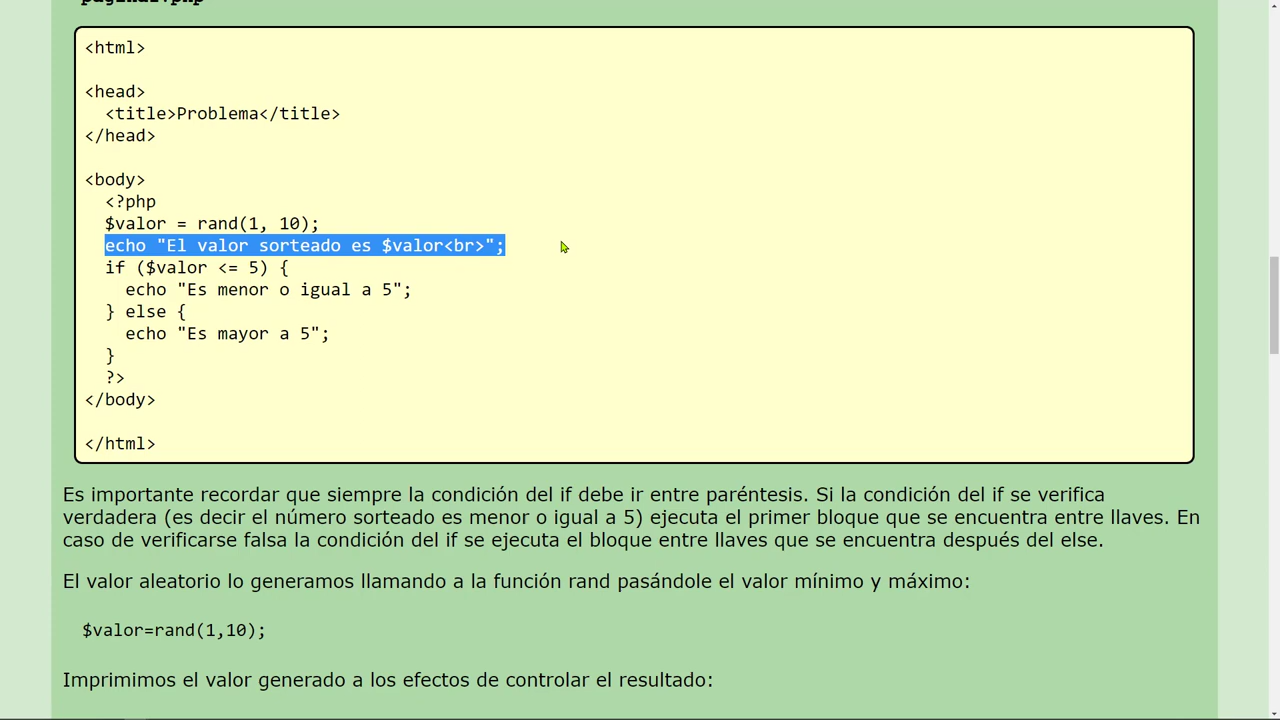 <html>
<head>
<title>Problema</title>
</head>
<body>
<?php
$valor = rand(1, 10);
echo "El valor sorteado es $valor<br>";
if ($valor <= 5) {
echo "Es menor o igual a 5";
} else {
echo "Es mayor a 5";
}
?>
</body>
</html>
Es importante recordar que siempre la condición del if debe ir entre paréntesis. Si la condición del if se verifica
verdadera (es decir el número sorteado es menor o igual a 5) ejecuta el primer bloque que se encuentra entre llaves. En
caso de verificarse falsa la condición del if se ejecuta el bloque entre llaves que se encuentra después del else.
El valor aleatorio lo generamos llamando a la función rand pasándole el valor mínimo y máximo:
$valor=rand(1,10);
Imprimimos el valor generado a los efectos de controlar el resultado: